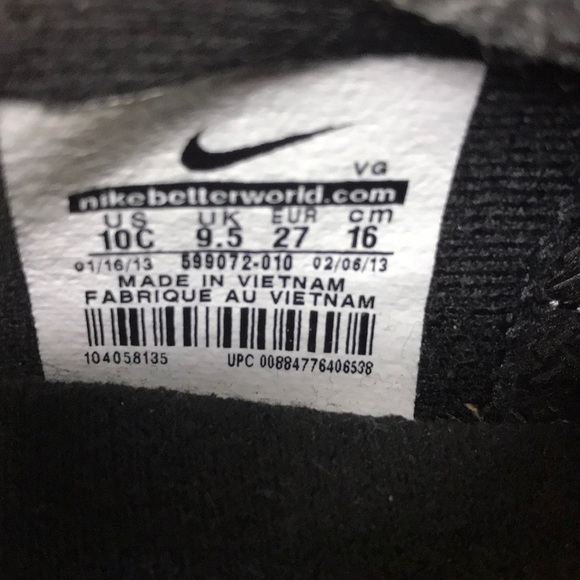 VG
nikebetterworld.com
US UK EUR cm
10C 9.5 27 16
01/16/13 599072-010 02/06/13
MADE IN VIETNAM
FABRIQUE AU VIETNAM
104058135 UPC 00884776406538